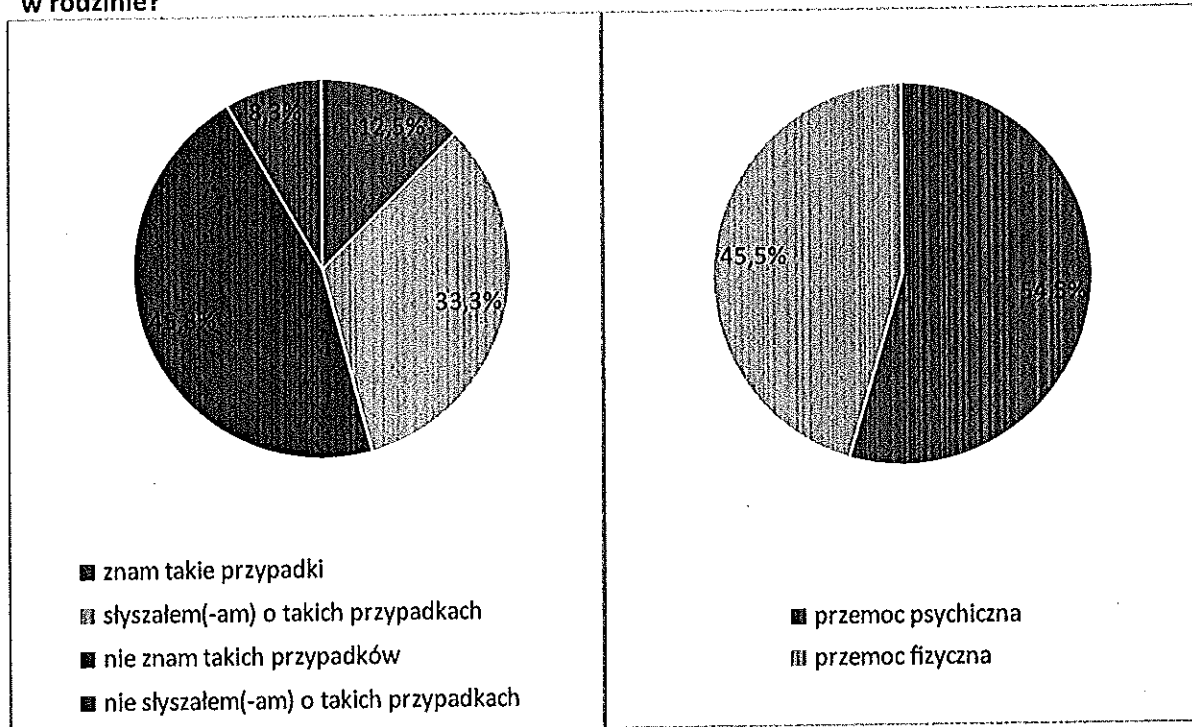 w rodzinie?
8,3%
12,5%
33,3%
45,5%
znam takie przypadki
słyszałem(-am) o takich przypadkach
nie znam takich przypadków
nie słyszałem(-am) o takich przypadkach
przemoc psychiczna
przemoc fizyczna